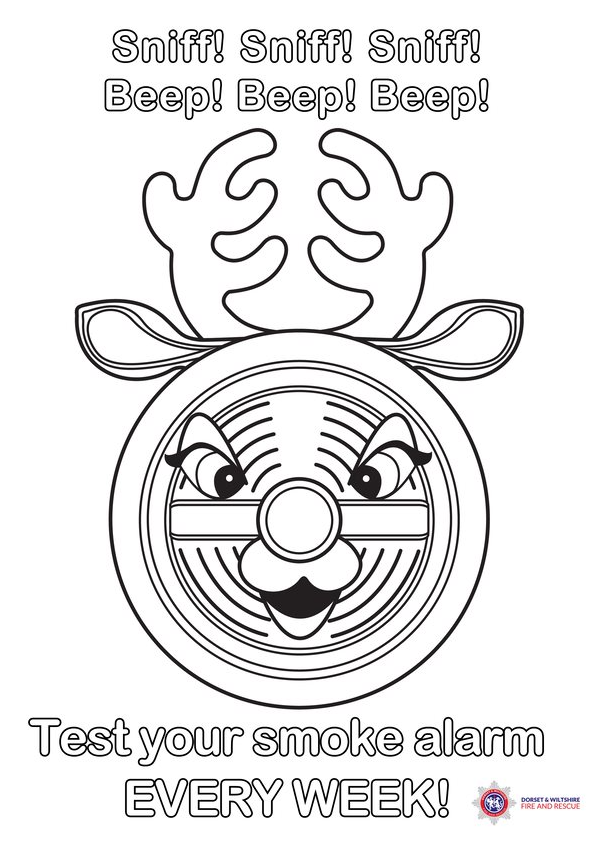 Sniff! Sniff! Sniff!
Beep! Beep! Beep!
Test your smoke alarm
EVERY WEEK!
DORSET & WILTSHIRE
FIRE AND RESCUE